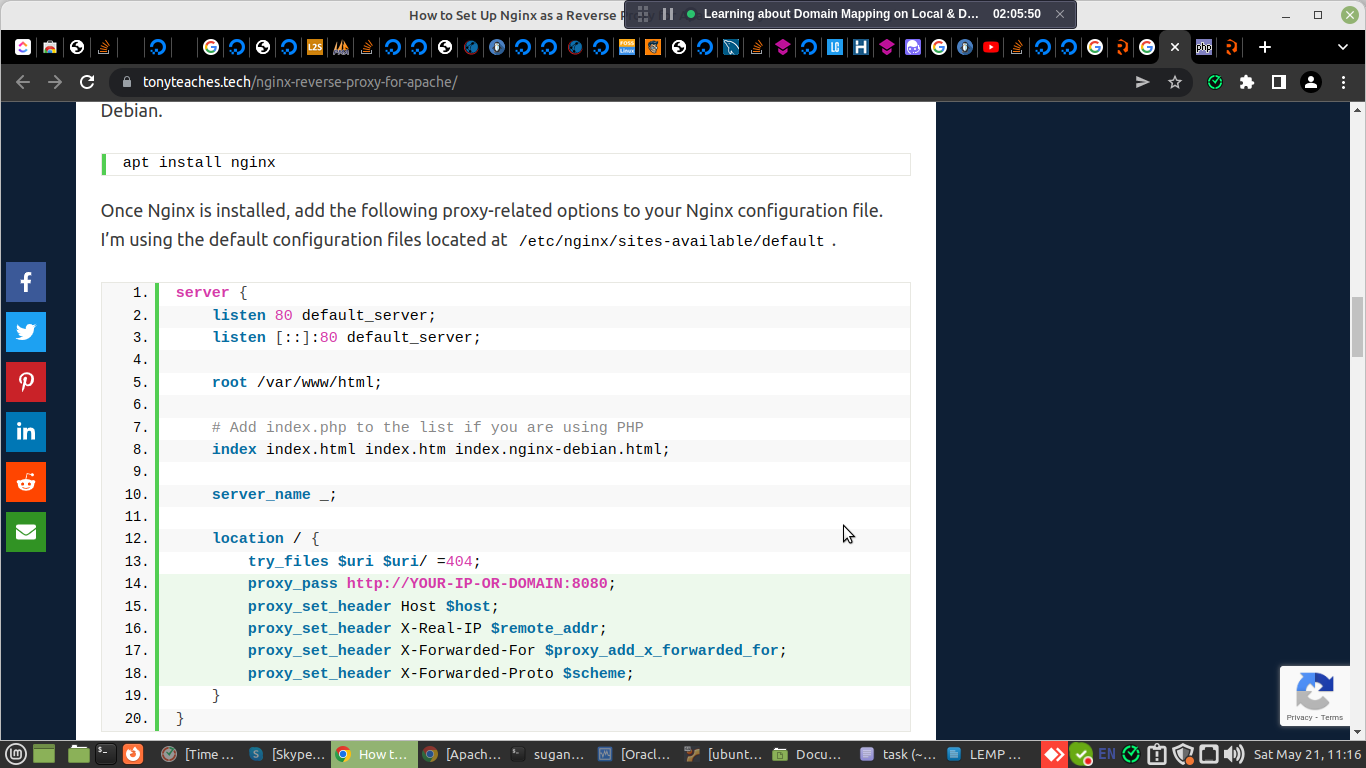 How to Set Up Nginx as a Reverse
Learning about Domain Mapping on Local & D... 02:05:50
tonyteaches.tech/nginx-reverse-proxy-for-apache/
Debian.
apt install nginx
Once Nginx is installed, add the following proxy-related options to your Nginx configuration file.
I'm using the default configuration files located at /etc/nginx/sites-available/default .
1. server {
2. listen 80 default_server;
3. listen [::]:80 default_server;
4.
5. root /var/www/html;
6.
7. # Add index.php to the list if you are using PHP
8. index index.html index.htm index.nginx-debian.html;
9.
10. server_name _;
11.
12. location / {
13. try_files $uri $uri/ =404;
14. proxy_pass http://YOUR-IP-OR-DOMAIN:8080;
15. proxy_set_header Host $host;
16. proxy_set_header X-Real-IP $remote_addr;
17. proxy_set_header X-Forwarded-For $proxy_add_x_forwarded_for;
18. proxy_set_header X-Forwarded-Proto $scheme;
19. }
20. }
Privacy - Terms
[Time ... [Skype... How t... [Apach... sugan... [Oracl... [ubunt... Docu... task (~... LEMP ... EN Sat May 21, 11:16